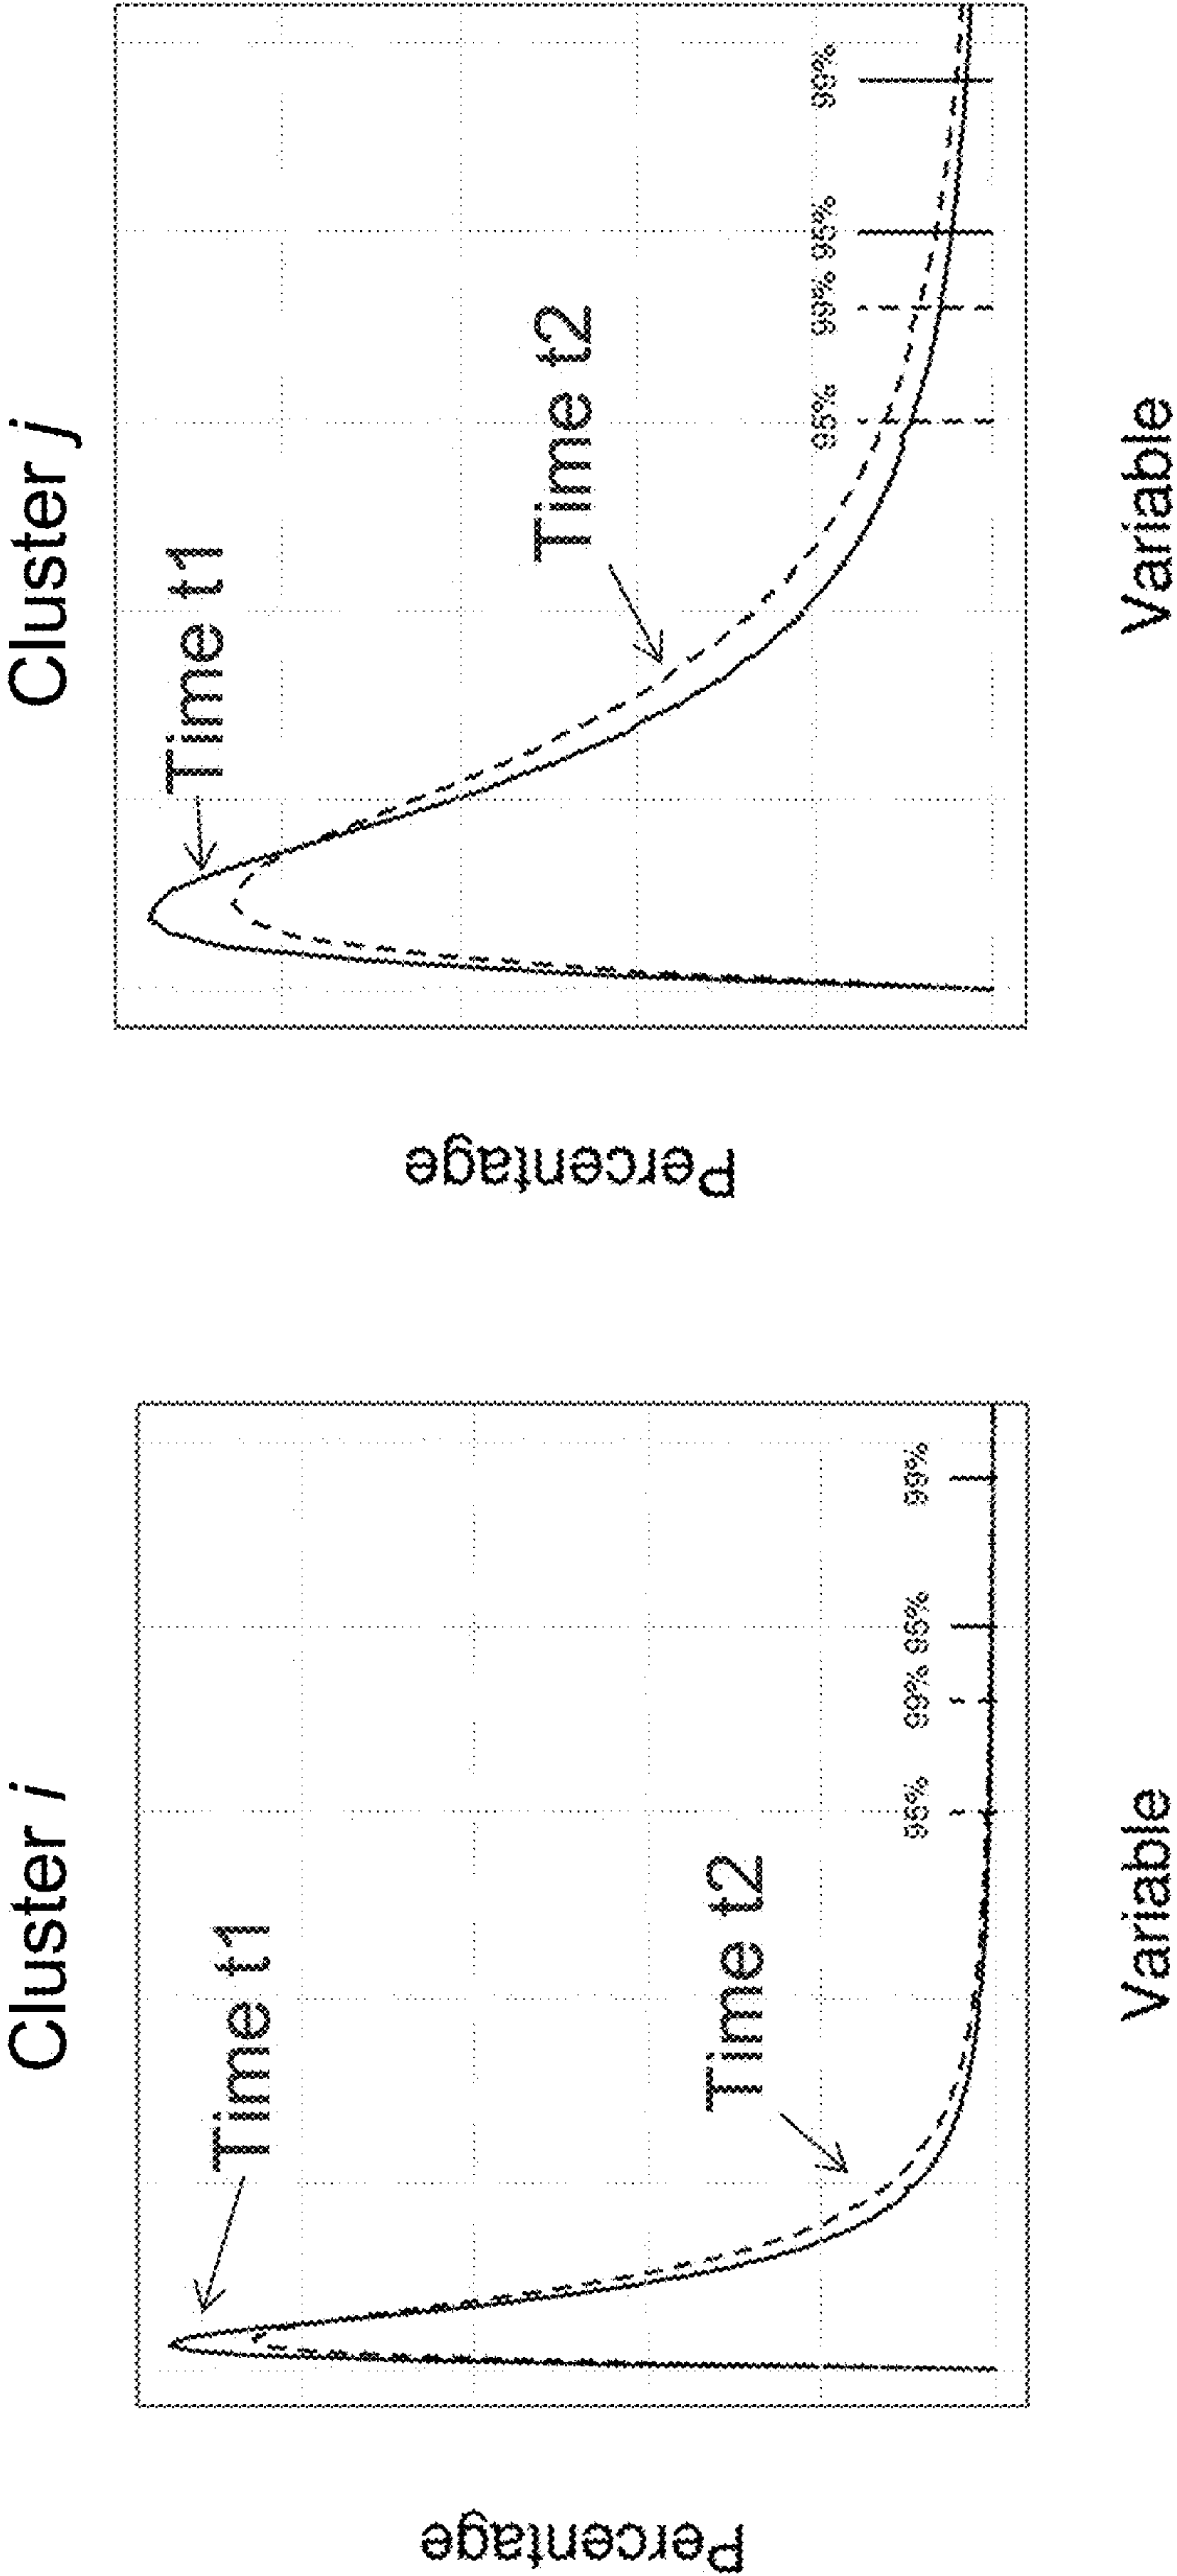 Cluster i
Time t1
Time t2
95% 99% 95% 99%
Percentage
Variable
Cluster j
Time t1
Time t2
95% 99% 95% 99%
Percentage
Variable